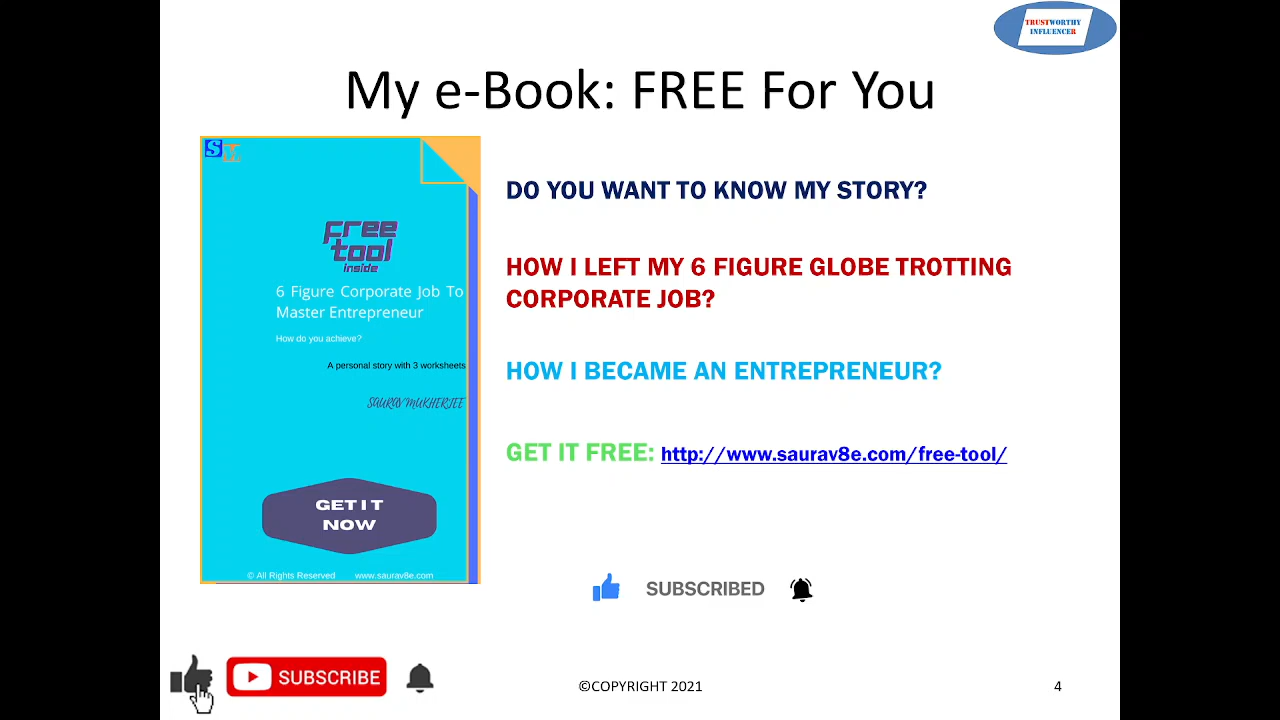 TRUSTWORTHY
INFLUENCER
My e-Book: FREE For You
free
tool
inside
6 Figure Corporate Job To
Master Entrepreneur
How do you achieve?
A personal story with 3 worksheets
SAURAV MUKHERJEE
GET IT
NOW
© All Rights Reserved www.saurav8e.com
DO YOU WANT TO KNOW MY STORY?
HOW I LEFT MY 6 FIGURE GLOBE TROTTING
CORPORATE JOB?
HOW I BECAME AN ENTREPRENEUR?
GET IT FREE: http://www.saurav8e.com/free-tool/
SUBSCRIBED
SUBSCRIBE
©COPYRIGHT 2021
4